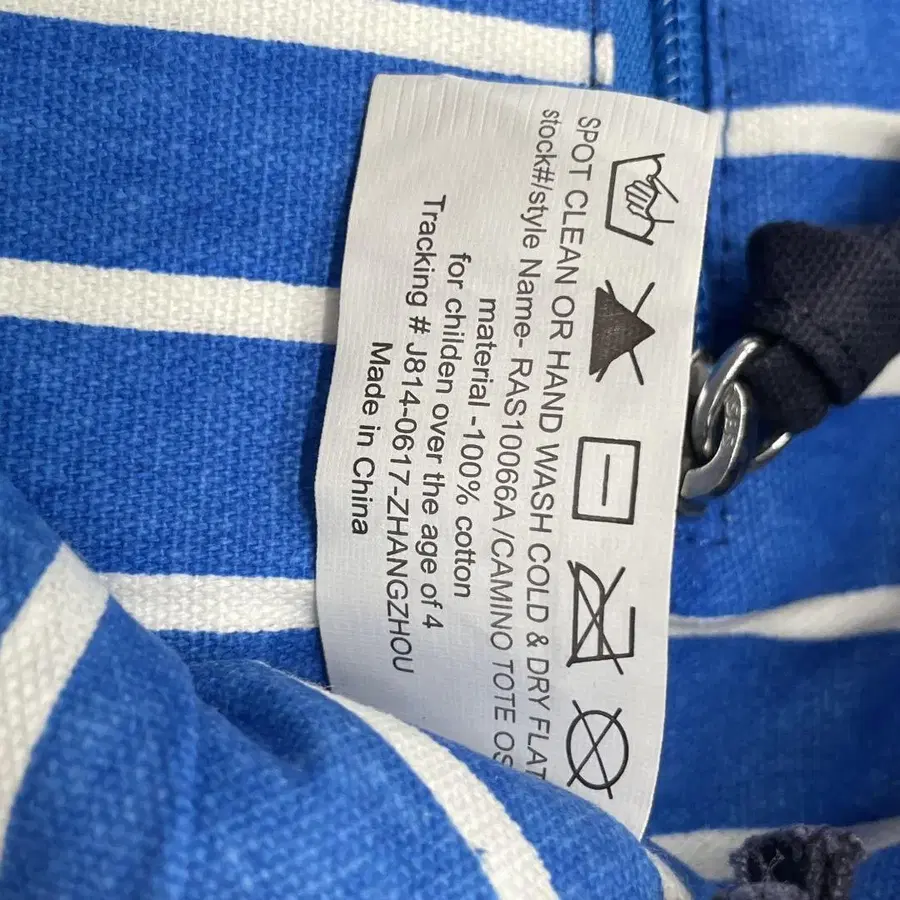 SPOT CLEAN OR HAND WASH COLD & DRY FLAT
stock#/style Name- RAS10066A /CAMINO TOTE OS
material -100% cotton
for childen over the age of 4
Tracking # J814-0617-ZHANGZHOU
Made in China